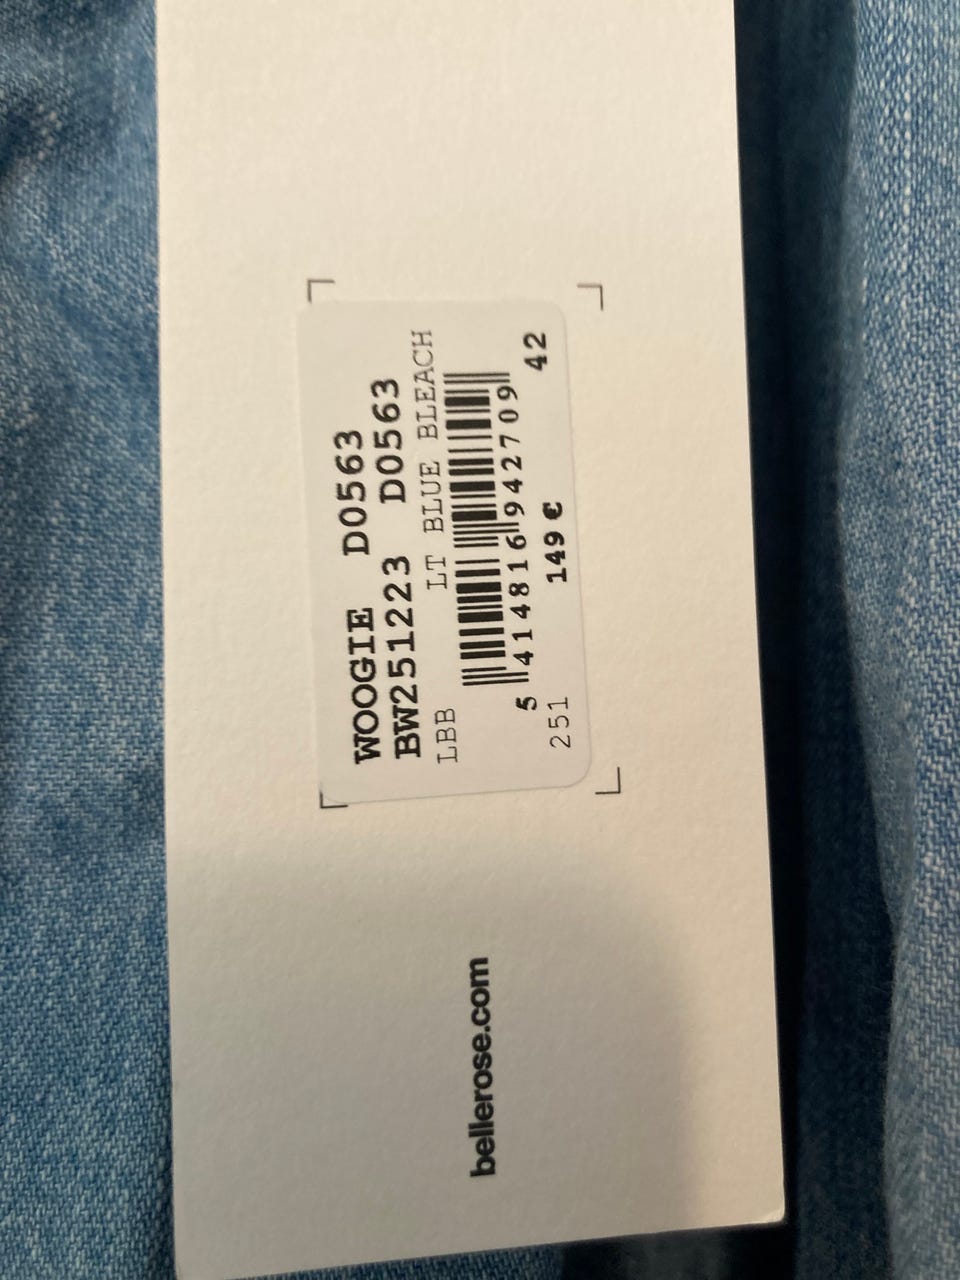 WOOGIE D0563
BW251223 D0563
LBB LT BLUE BLEACH
5 414816 942709
42
251 149 €
bellerose.com